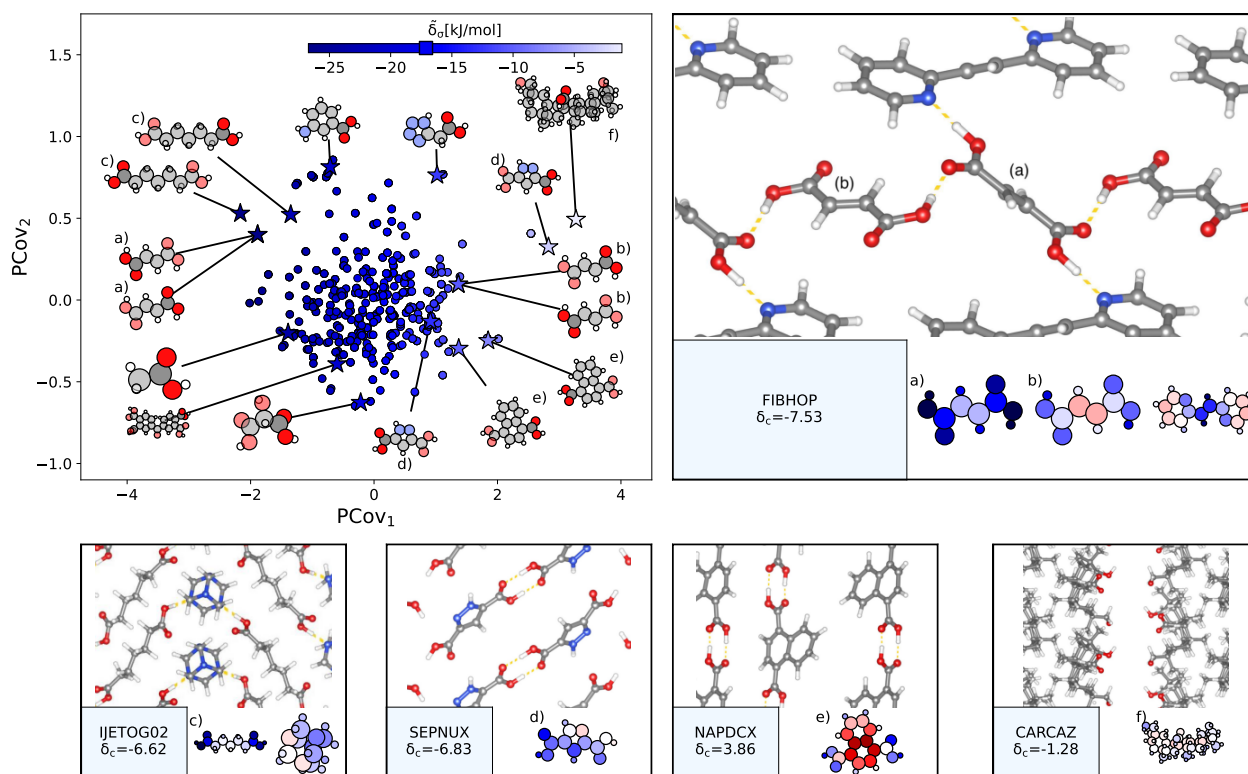 δ̃σ[kJ/mol]
−25 −20 −15 −10 −5
1.5
1.0
0.5
0.0
−0.5
−1.0
PCov₂
−4 −2 0 2 4
PCov₁
c)
c)
a)
a)
f)
d)
b)
b)
e)
e)
d)
(a)
(b)
FIBHOP
δc=-7.53
a)
b)
IJETOG02
δc=-6.62
c)
SEPNUX
δc=-6.83
d)
NAPDCX
δc=3.86
e)
CARCAZ
δc=-1.28
f)